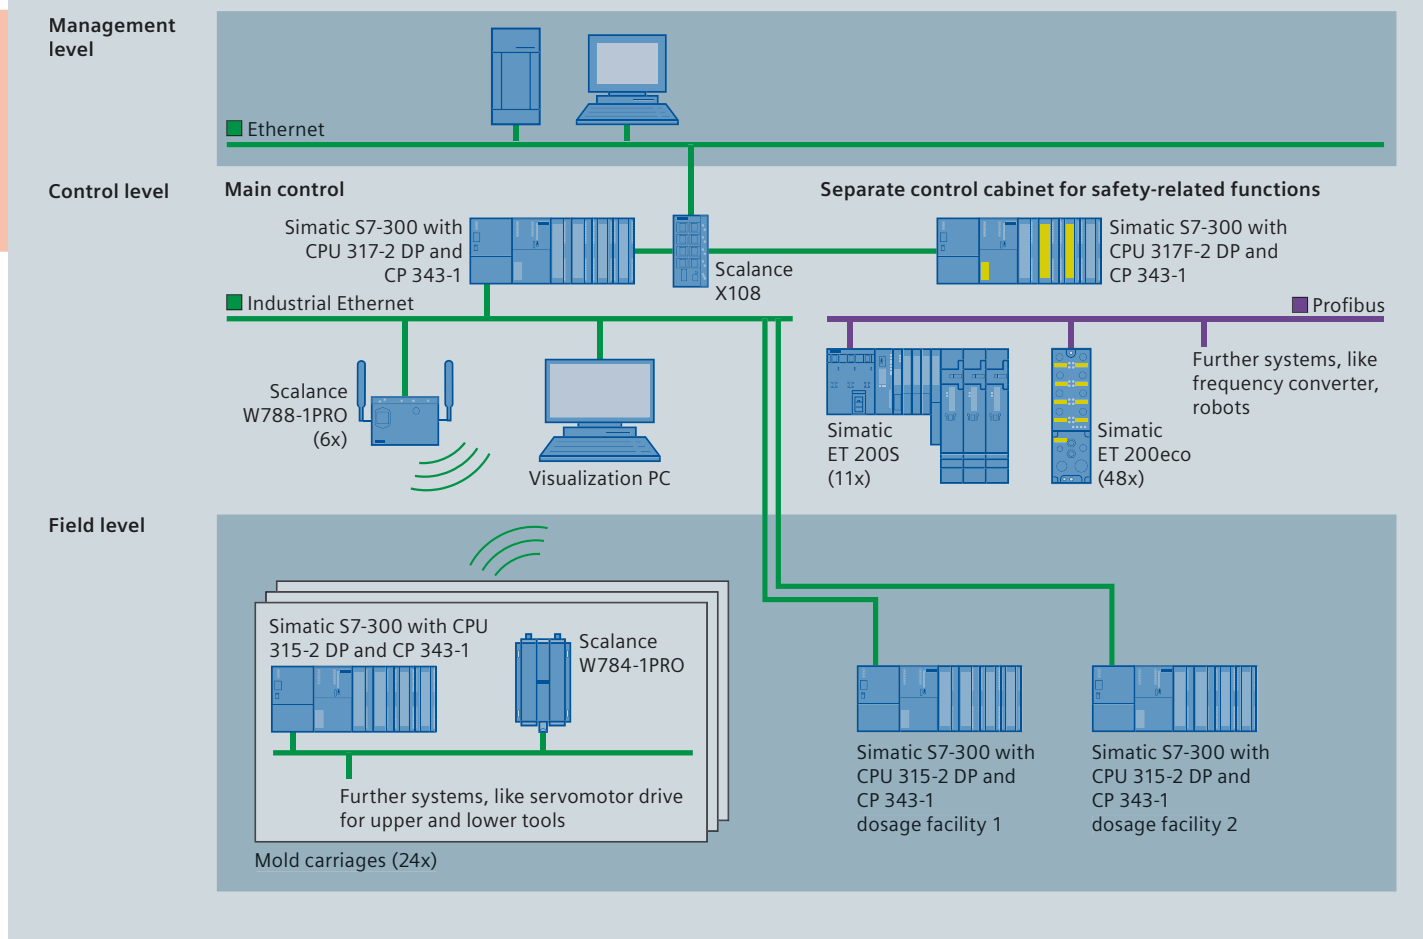 Management
level
Ethernet
Control level
Main control
Separate control cabinet for safety-related functions
Simatic S7-300 with
CPU 317-2 DP and
CP 343-1
Scalance
X108
Simatic S7-300 with
CPU 317F-2 DP and
CP 343-1
Industrial Ethernet
Profibus
Scalance
W788-1PRO
(6x)
Visualization PC
Simatic
ET 200S
(11x)
Simatic
ET 200eco
(48x)
Further systems, like
frequency converter,
robots
Field level
Simatic S7-300 with CPU
315-2 DP and CP 343-1
Scalance
W784-1PRO
Further systems, like servomotor drive
for upper and lower tools
Mold carriages (24x)
Simatic S7-300 with
CPU 315-2 DP and
CP 343-1
dosage facility 1
Simatic S7-300 with
CPU 315-2 DP and
CP 343-1
dosage facility 2